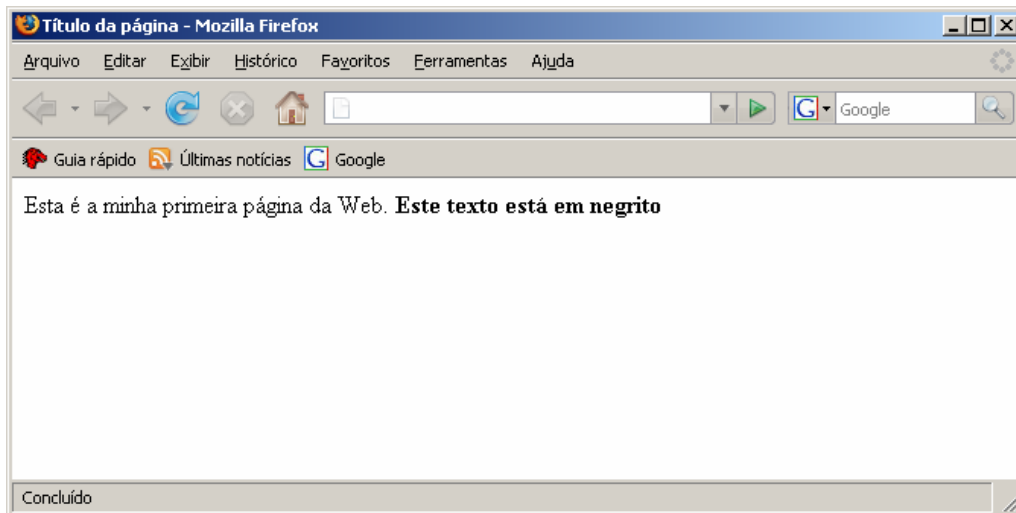 Título da página - Mozilla Firefox
Arquivo Editar Exibir Histórico Favoritos Ferramentas Ajuda
G Google
Guia rápido Últimas notícias G Google
Esta é a minha primeira página da Web. Este texto está em negrito
Concluído